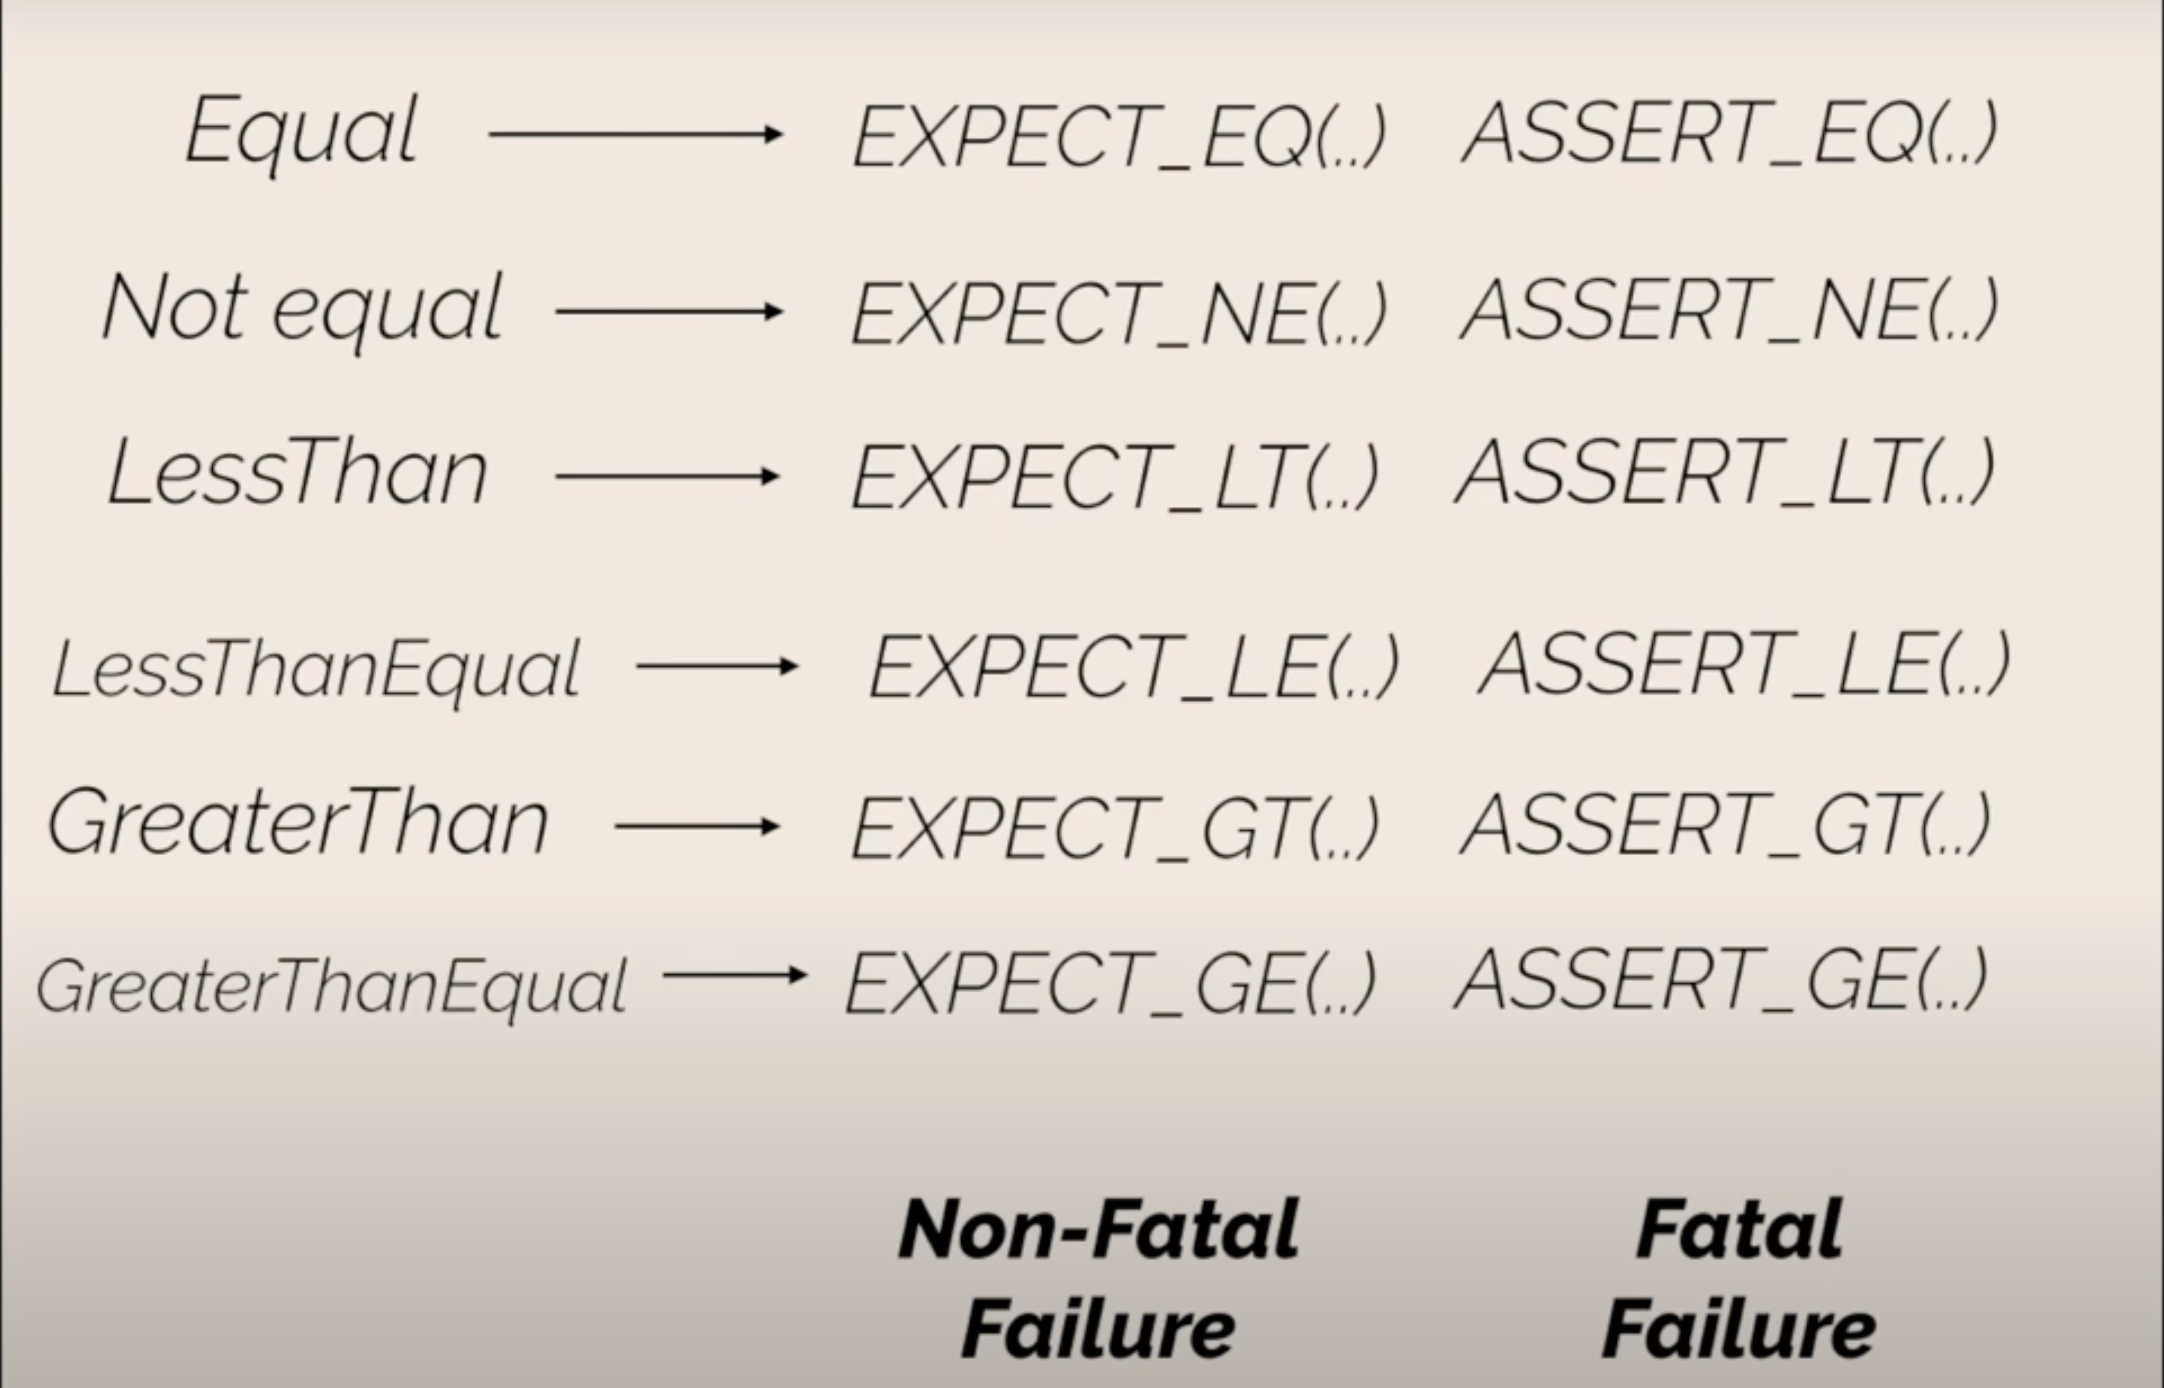 Equal EXPECT_EQ(..) ASSERT_EQ(..)
Not equal EXPECT_NE(..) ASSERT_NE(..)
LessThan EXPECT_LT(..) ASSERT_LT(..)
LessThanEqual EXPECT_LE(..) ASSERT_LE(..)
GreaterThan EXPECT_GT(..) ASSERT_GT(..)
GreaterThanEqual EXPECT_GE(..) ASSERT_GE(..)
Non-Fatal Fatal
Failure Failure